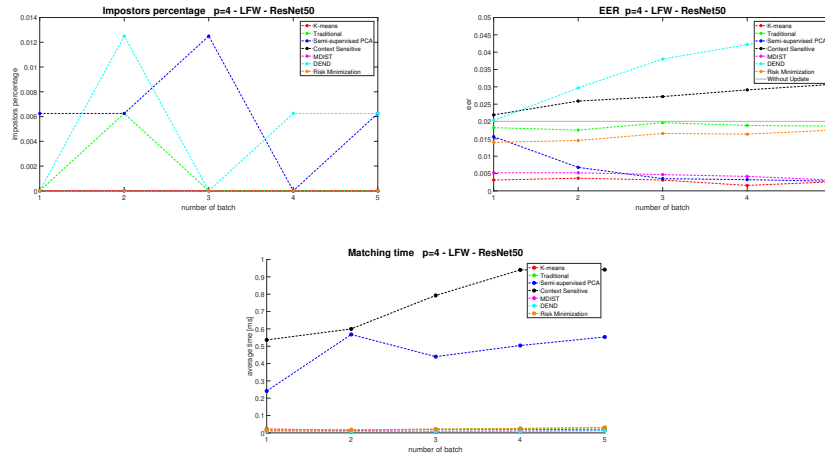 Impostors percentage p=4 - LFW - ResNet50
0.014
0.012
0.01
0.008
0.006
0.004
0.002
0
impostors percentage
1
2
3
4
5
number of batch
K-means
Traditional
Semi-supervised PCA
Context Sensitive
MDIST
DEND
Risk Minimization
EER p=4 - LFW - ResNet50
0.05
0.045
0.04
0.035
0.03
0.025
0.02
0.015
0.01
0.005
0
eer
1
2
3
4
number of batch
K-means
Traditional
Semi-supervised PCA
Context Sensitive
MDIST
DEND
Risk Minimization
Without Update
Matching time p=4 - LFW - ResNet50
1
0.9
0.8
0.7
0.6
0.5
0.4
0.3
0.2
0.1
0
average time [ms]
1
2
3
4
5
number of batch
K-means
Traditional
Semi-supervised PCA
Context Sensitive
MDIST
DEND
Risk Minimization